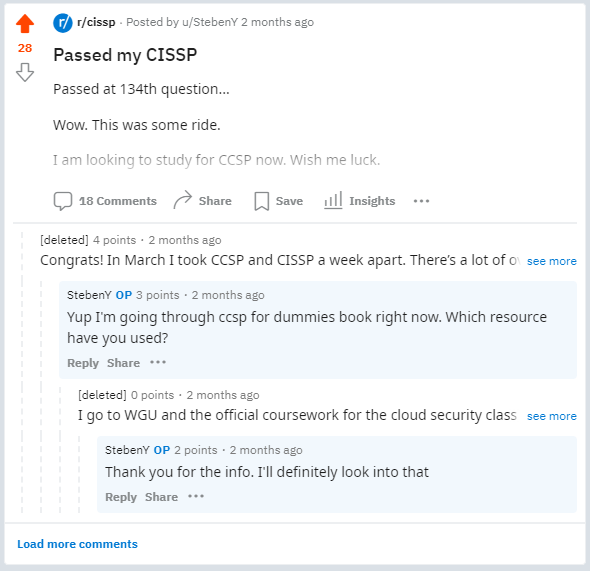 r/ r/cissp · Posted by u/StebenY 2 months ago
28
Passed my CISSP
Passed at 134th question...
Wow. This was some ride.
I am looking to study for CCSP now. Wish me luck.
18 Comments Share Save Insights ···
[deleted] 4 points · 2 months ago
Congrats! In March I took CCSP and CISSP a week apart. There's a lot of see more
StebenY OP 3 points · 2 months ago
Yup I'm going through ccsp for dummies book right now. Which resource
have you used?
Reply Share ···
[deleted] 0 points · 2 months ago
I go to WGU and the official coursework for the cloud security class see more
StebenY OP 2 points · 2 months ago
Thank you for the info. I'll definitely look into that
Reply Share ···
Load more comments